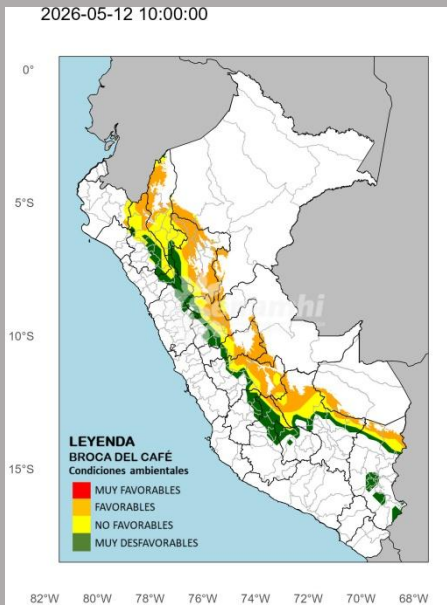 2026-05-12 10:00:00
0°
5°S
10°S
15°S
senamhi
LEYENDA
BROCA DEL CAFÉ
Condiciones ambientales
MUY FAVORABLES
FAVORABLES
NO FAVORABLES
MUY DESFAVORABLES
82°W 80°W 78°W 76°W 74°W 72°W 70°W 68°W